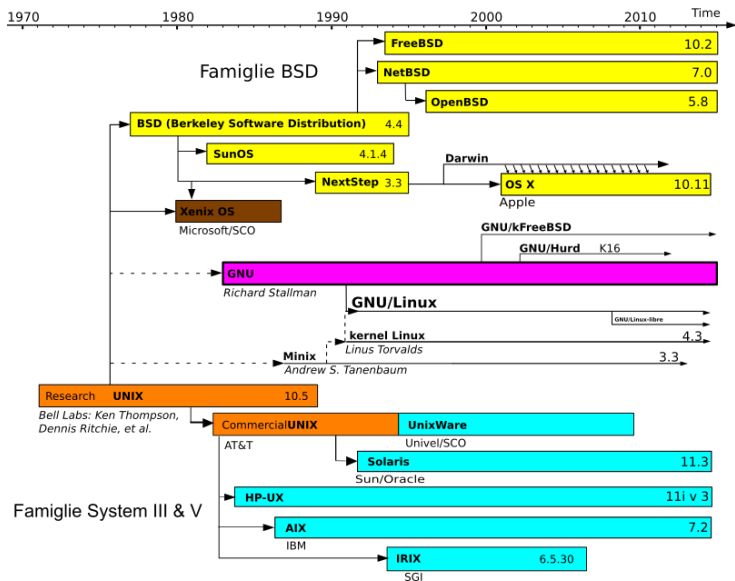 1970 1980 1990 2000 2010 Time
FreeBSD 10.2
Famiglie BSD
NetBSD 7.0
OpenBSD 5.8
BSD (Berkeley Software Distribution) 4.4
SunOS 4.1.4
Darwin
NextStep 3.3
OS X 10.11
Apple
Xenix OS
Microsoft/SCO
GNU/kFreeBSD
GNU/Hurd K16
GNU
Richard Stallman
GNU/Linux
GNU/Linux-libre
kernel Linux 4.3
Linus Torvalds
Minix 3.3
Andrew S. Tanenbaum
Research UNIX 10.5
Bell Labs: Ken Thompson,
Dennis Ritchie, et al.
CommercialUNIX UnixWare
AT&T Univel/SCO
Solaris 11.3
Sun/Oracle
HP-UX 11i v 3
Famiglie System III & V
AIX 7.2
IBM
IRIX 6.5.30
SGI